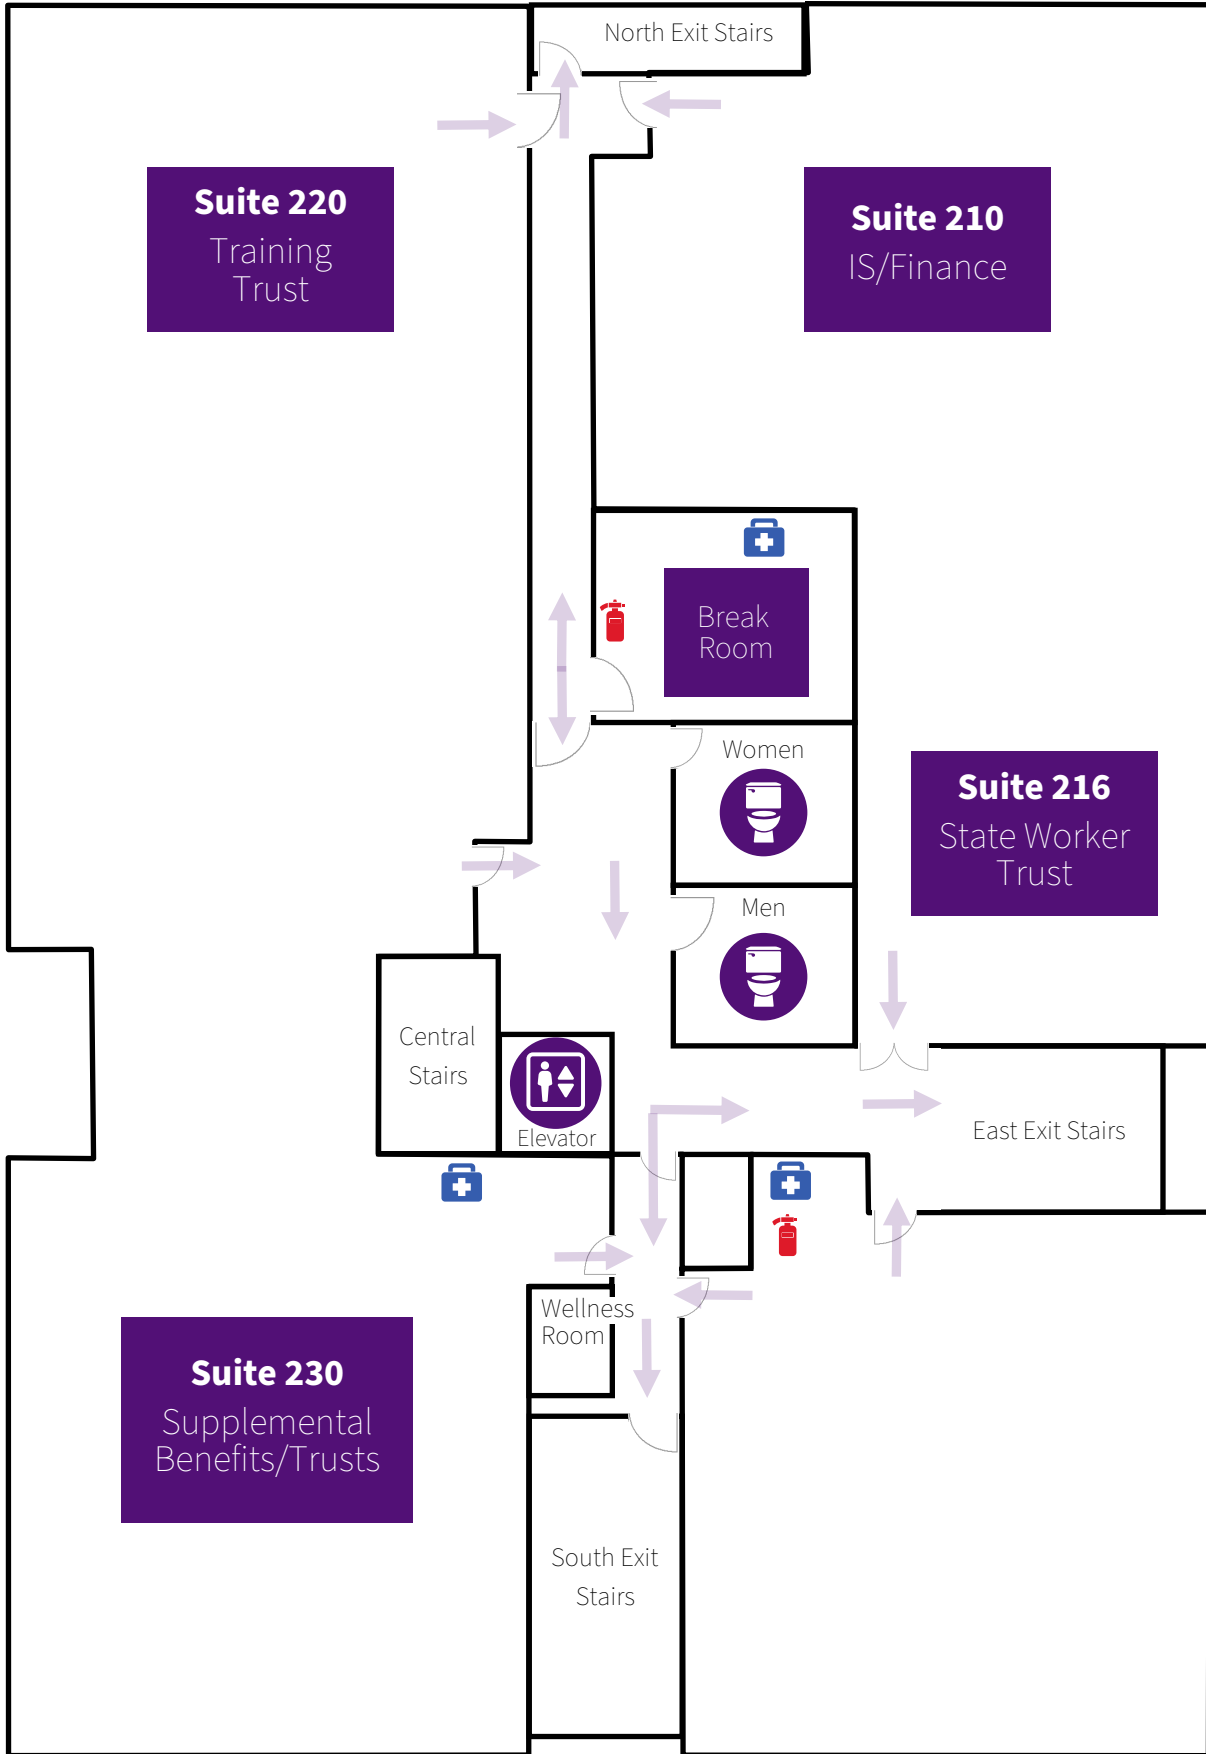 North Exit Stairs
Suite 220
Training
Trust
Suite 210
IS/Finance
Break
Room
Women
Suite 216
State Worker
Trust
Men
Central
Stairs
Elevator
East Exit Stairs
Wellness
Room
Suite 230
Supplemental
Benefits/Trusts
South Exit
Stairs